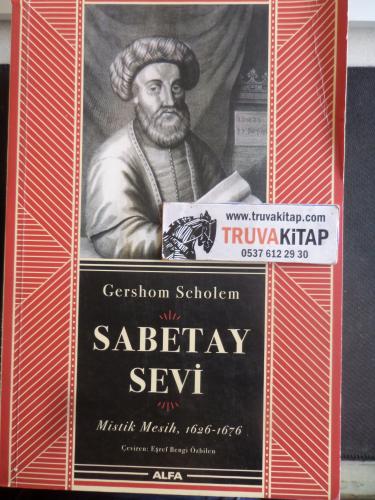 www.truvakitap.com
TRUVAKİTAP
0537 612 29 30
Gershom Scholem
SABETAY
SEVİ
Mistik Mesih, 1626-1676
Çeviren: Eşref Bengi Özbilen
ALFA